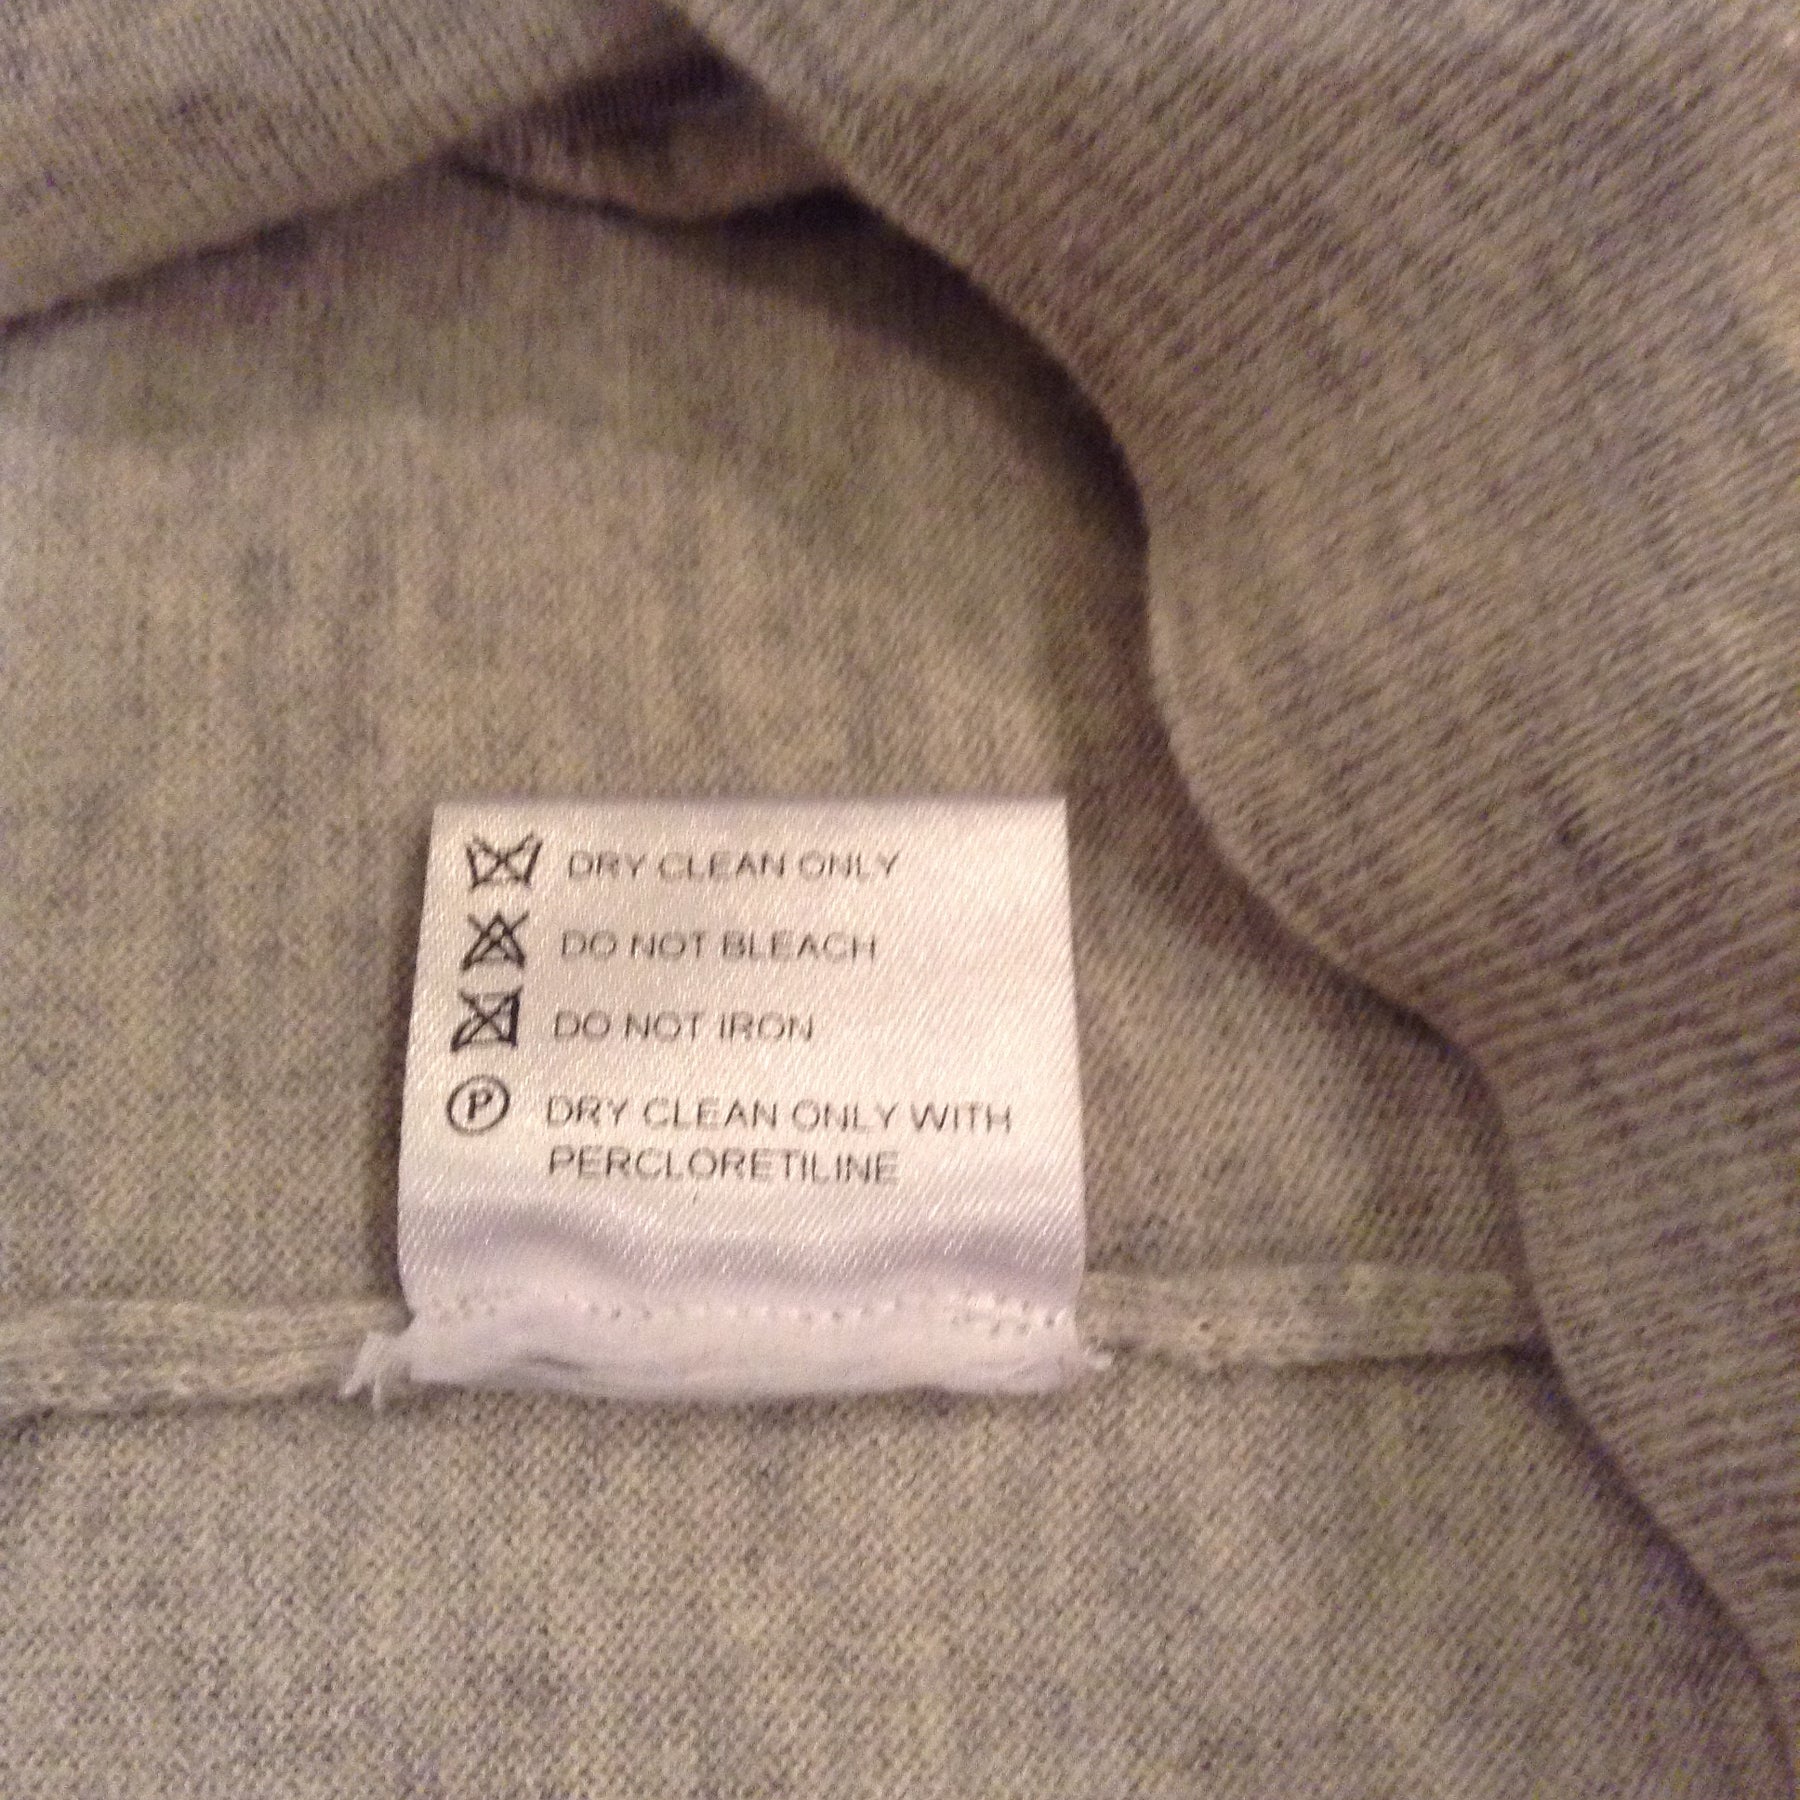 DRY CLEAN ONLY
DO NOT BLEACH
DO NOT IRON
P DRY CLEAN ONLY WITH
PERCLORETILINE